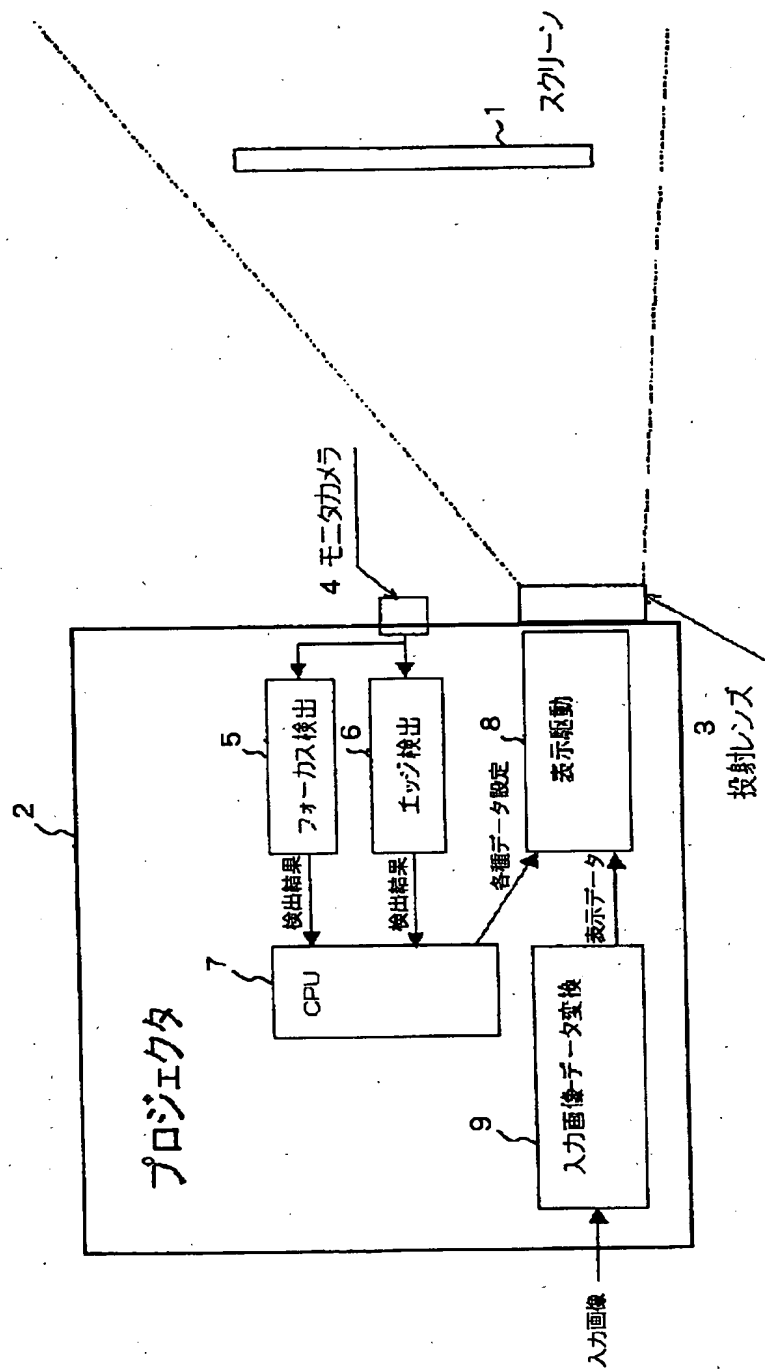 2
プロジェクタ
7
CPU
検出結果
検出結果
5
フォーカス検出
6
エッジ検出
4 モニタカメラ
1
スクリーン
各種データ設定
8
表示駆動
表示データ
9
入力画像-データ変換
入力画像
3
投射レンズ